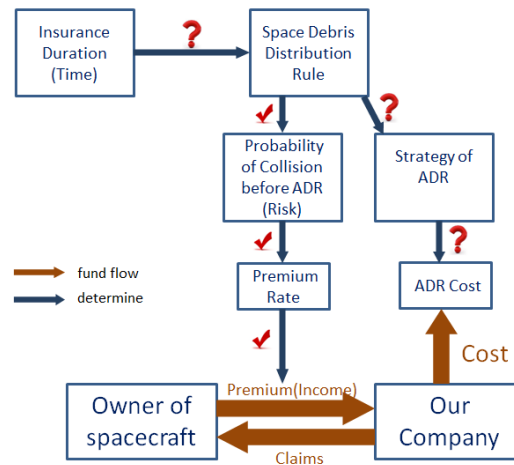 Insurance
Duration
(Time)
?
Space Debris
Distribution
Rule
?
Probability
of Collision
before ADR
(Risk)
Strategy of
ADR
?
fund flow
determine
Premium
Rate
ADR Cost
Cost
Premium(Income)
Owner of
spacecraft
Our
Company
Claims